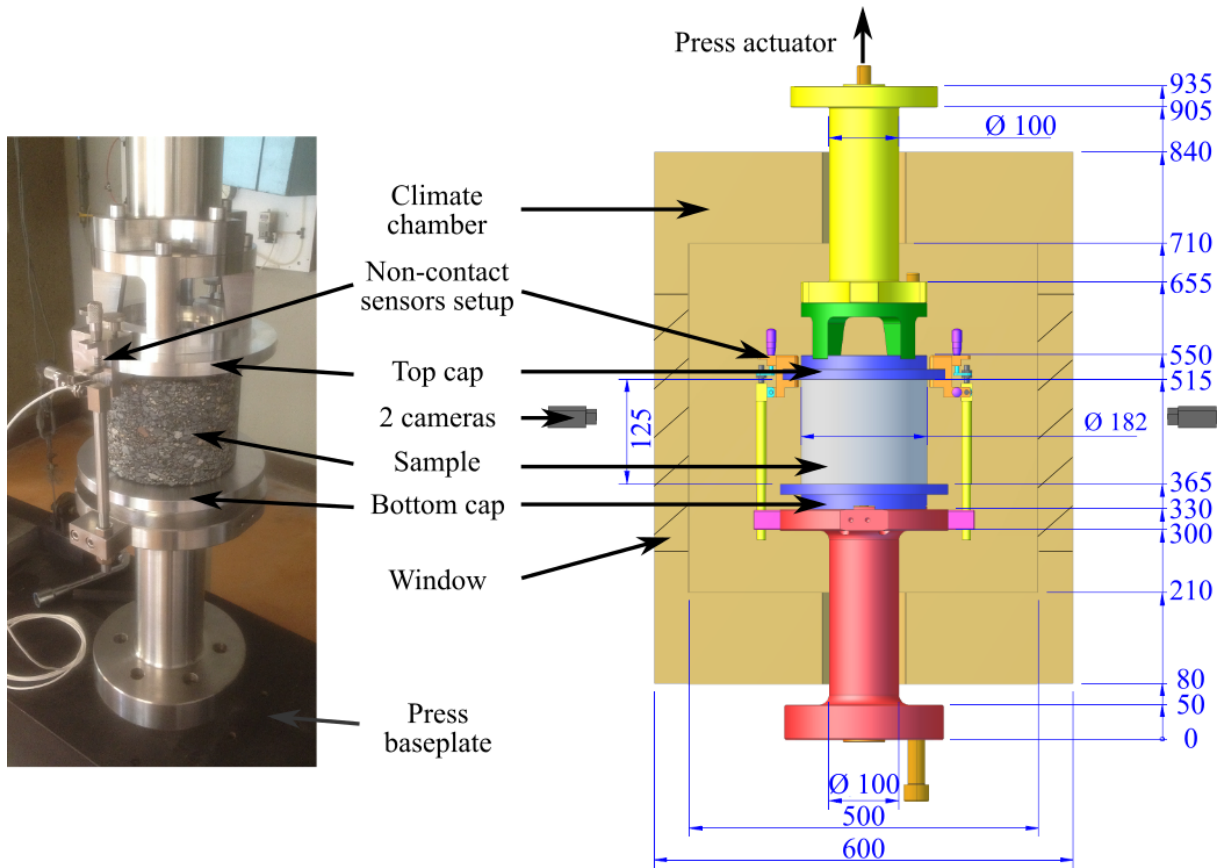 Press actuator
935
905
Ø 100
840
Climate
chamber
710
Non-contact
sensors setup
655
550
Top cap
515
2 cameras
125
Ø 182
Sample
365
Bottom cap
330
300
Window
210
80
Press
baseplate
50
0
Ø 100
500
600